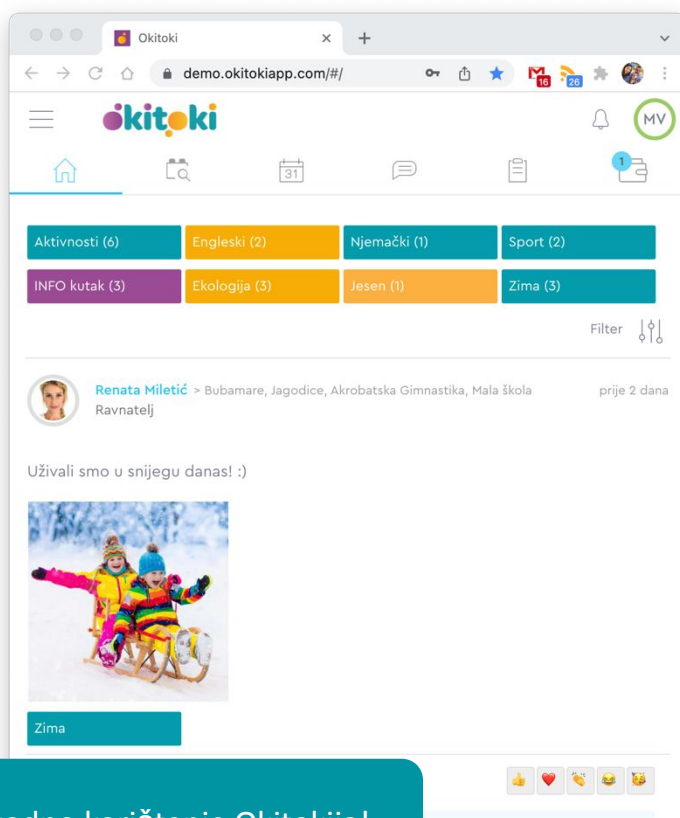 Okitoki
demo.okitokiapp.com/#/
16
26
okitoki
MV
31
1
Aktivnosti (6)
Engleski (2)
Njemački (1)
Sport (2)
INFO kutak (3)
Ekologija (3)
Jesen (1)
Zima (3)
Filter
Renata Miletić > Bubamare, Jagodice, Akrobatska Gimnastika, Mala škola
prije 2 dana
Ravnatelj
Uživali smo u snijegu danas! :)
Zima
korištenje